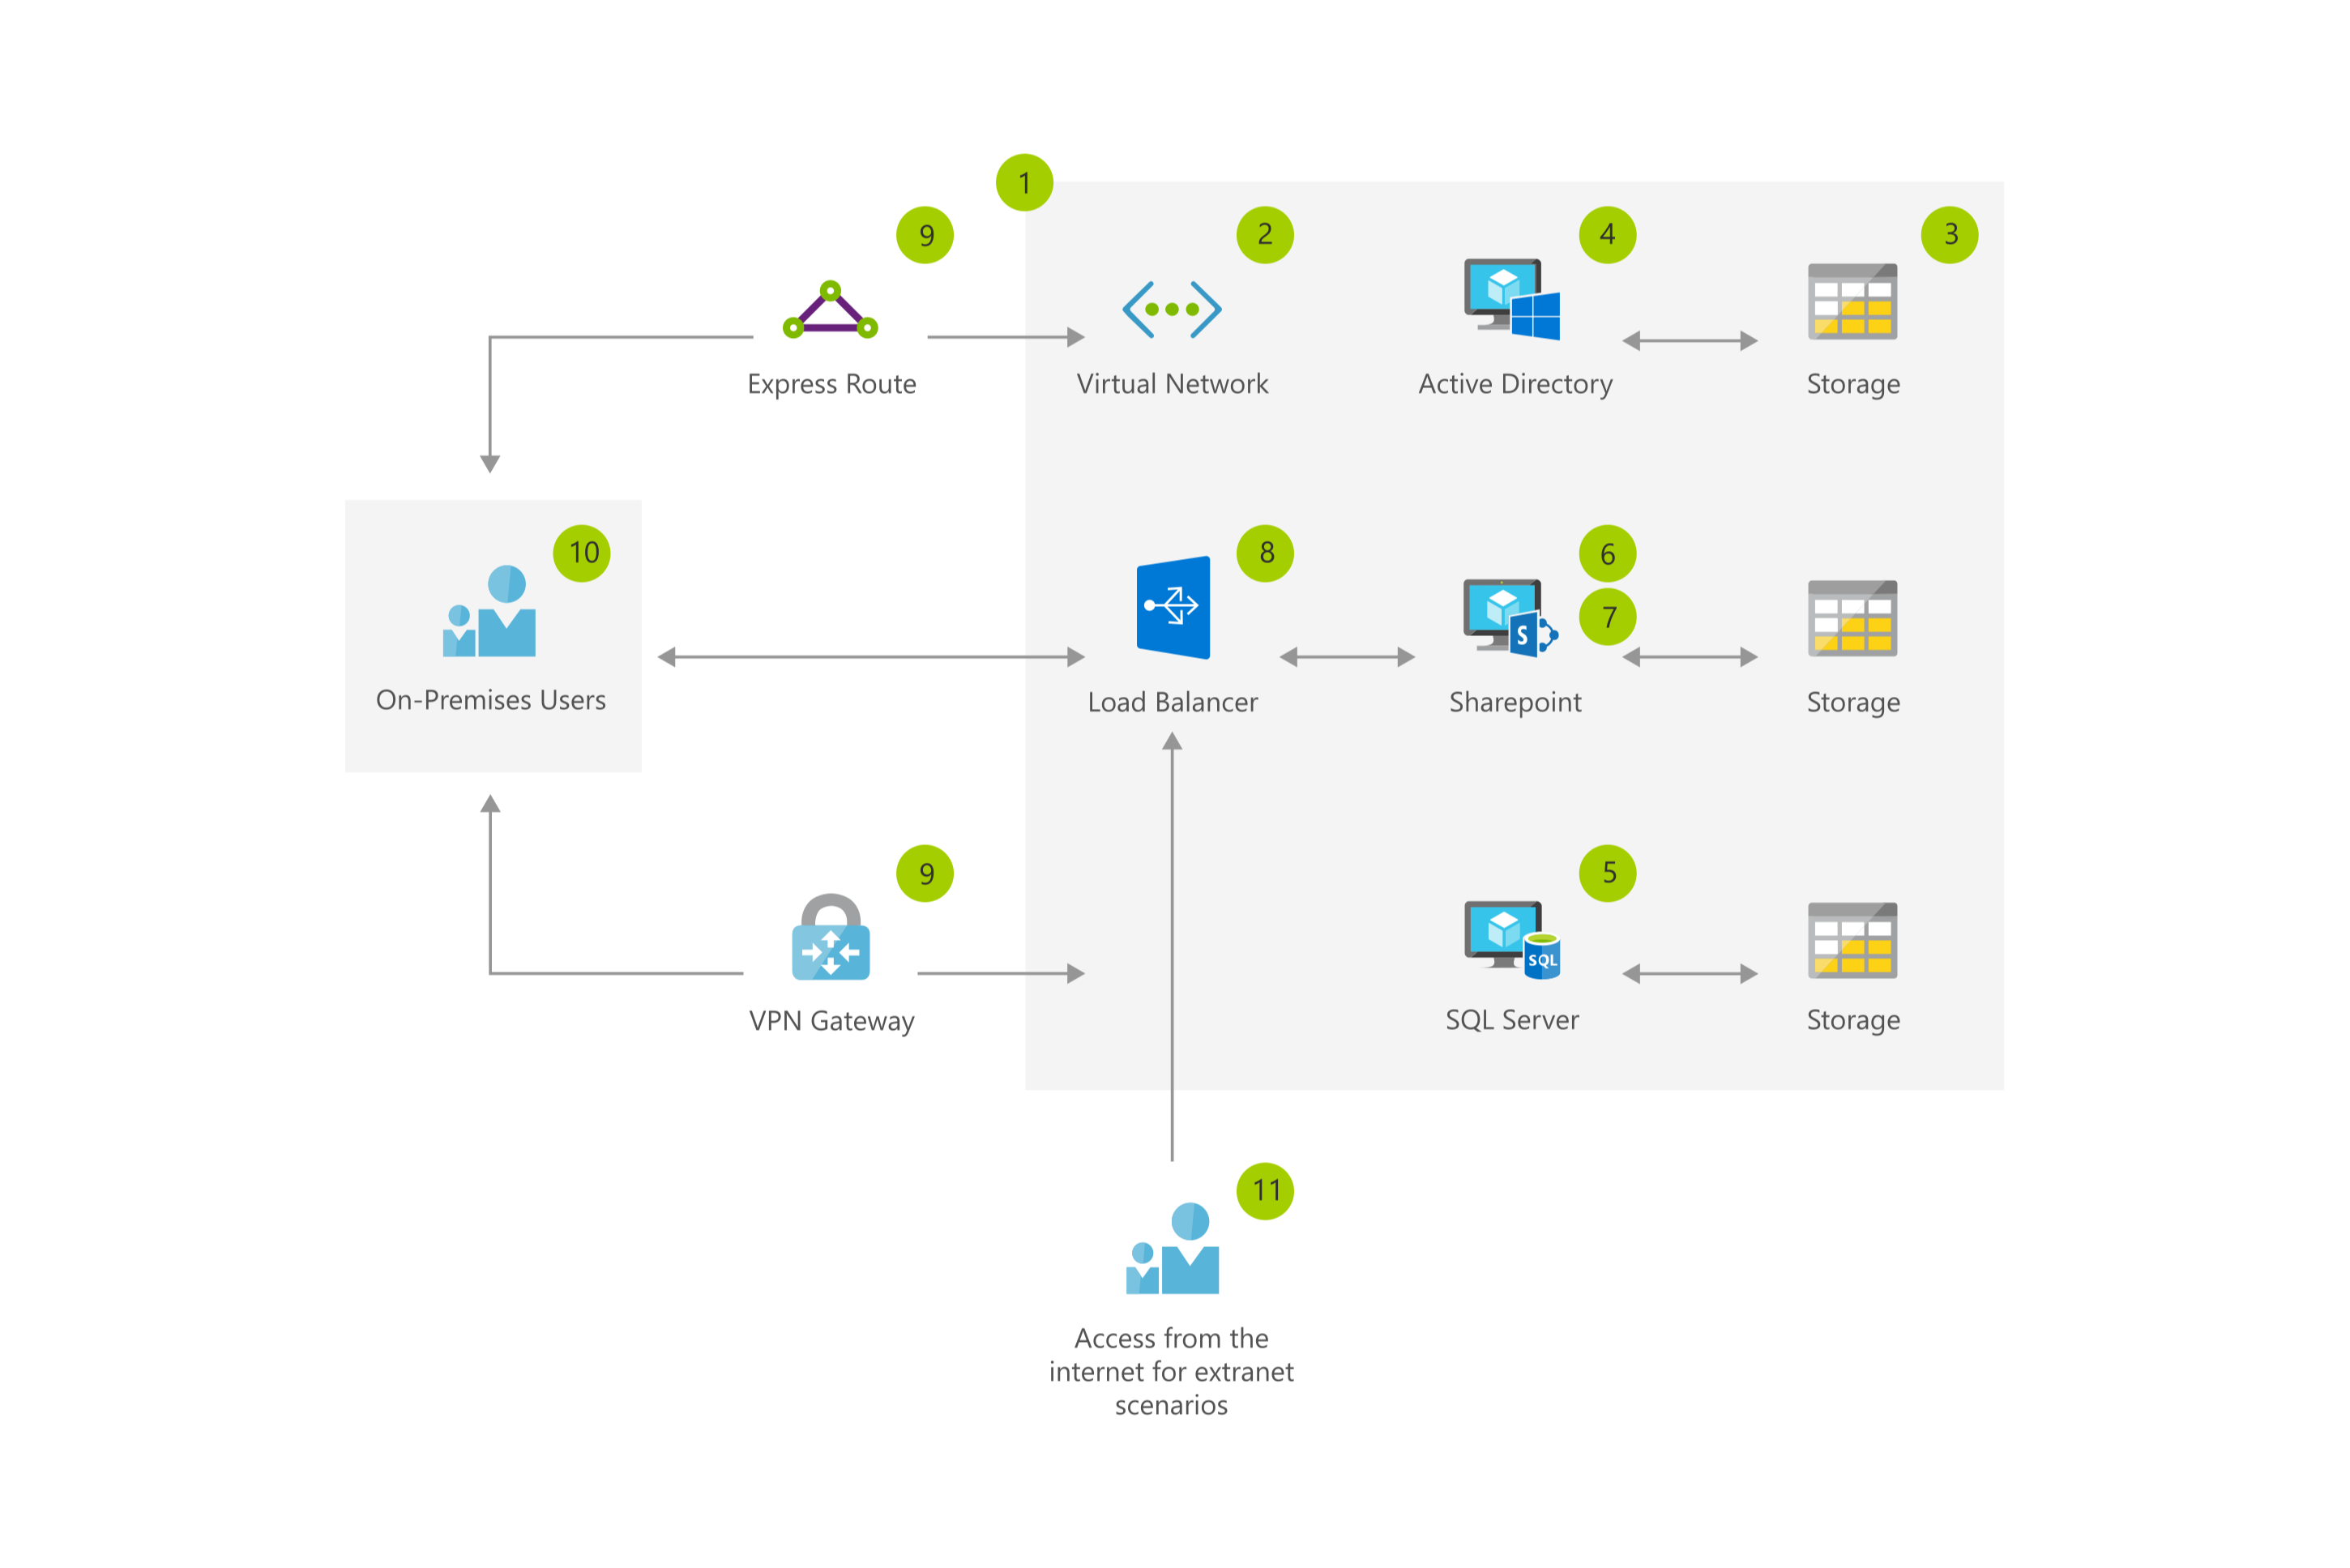 1
9
2
4
3
Express Route
Virtual Network
Active Directory
Storage
10
8
6
7
S
On-Premises Users
Load Balancer
Sharepoint
Storage
9
5
SQL
VPN Gateway
SQL Server
Storage
11
Access from the
internet for extranet
scenarios